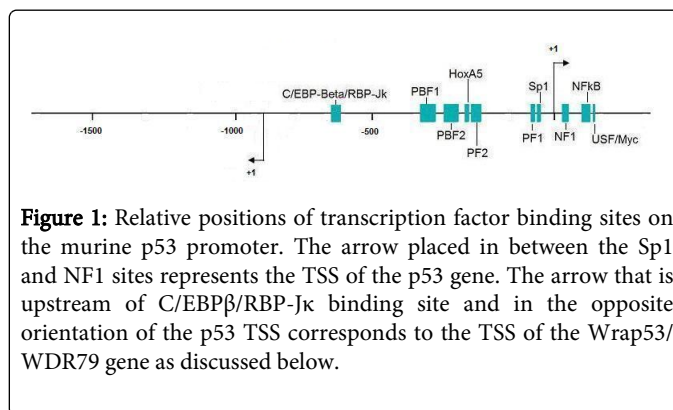 +1
HoxA5
Sp1
NFkB
C/EBP-Beta/RBP-Jk
PBF1
-1500
-1000
-500
PBF2
PF2
PF1
NF1
USF/Myc
+1
Figure 1: Relative positions of transcription factor binding sites on
the murine p53 promoter. The arrow placed in between the Sp1
and NF1 sites represents the TSS of the p53 gene. The arrow that is
upstream of C/EBPβ/RBP-Jκ binding site and in the opposite
orientation of the p53 TSS corresponds to the TSS of the Wrap53/
WDR79 gene as discussed below.